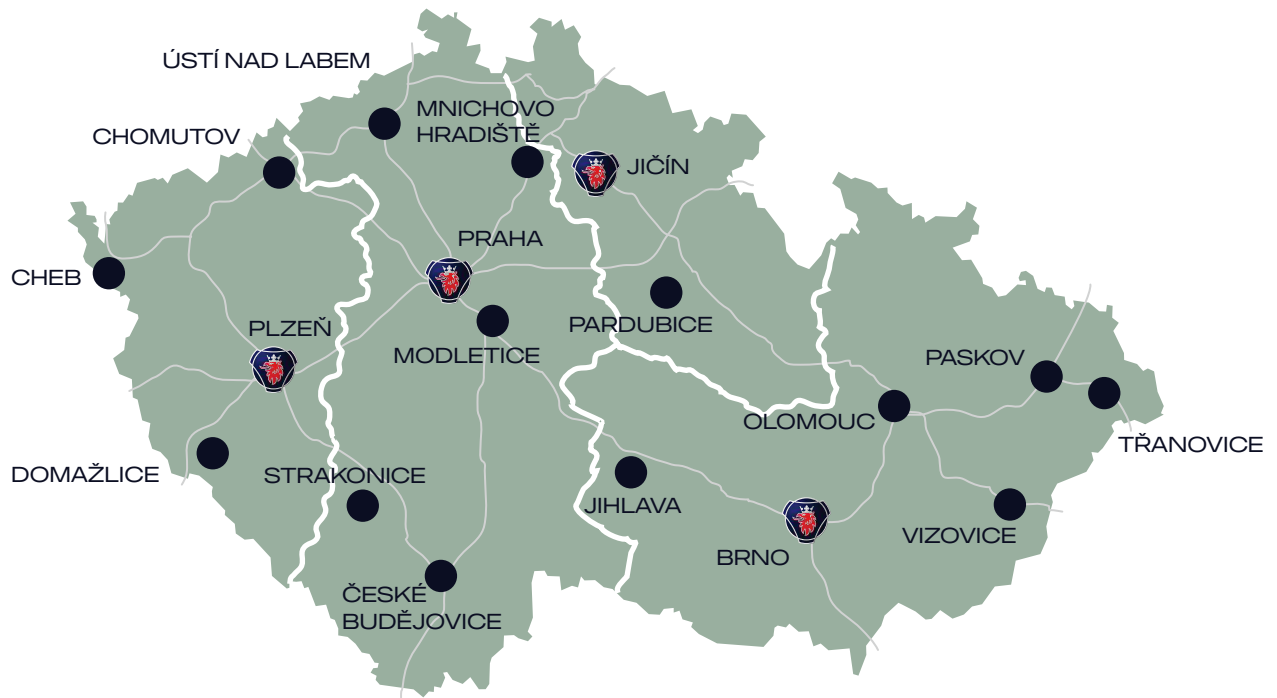 ÚSTÍ NAD LABEM
MNICHOVO
HRADIŠTĚ
CHOMUTOV
JIČÍN
PRAHA
CHEB
PLZEŇ
PARDUBICE
MODLETICE
PASKOV
OLOMOUC
TŘANOVICE
DOMAŽLICE
STRAKONICE
JIHLAVA
VIZOVICE
BRNO
ČESKÉ
BUDĚJOVICE